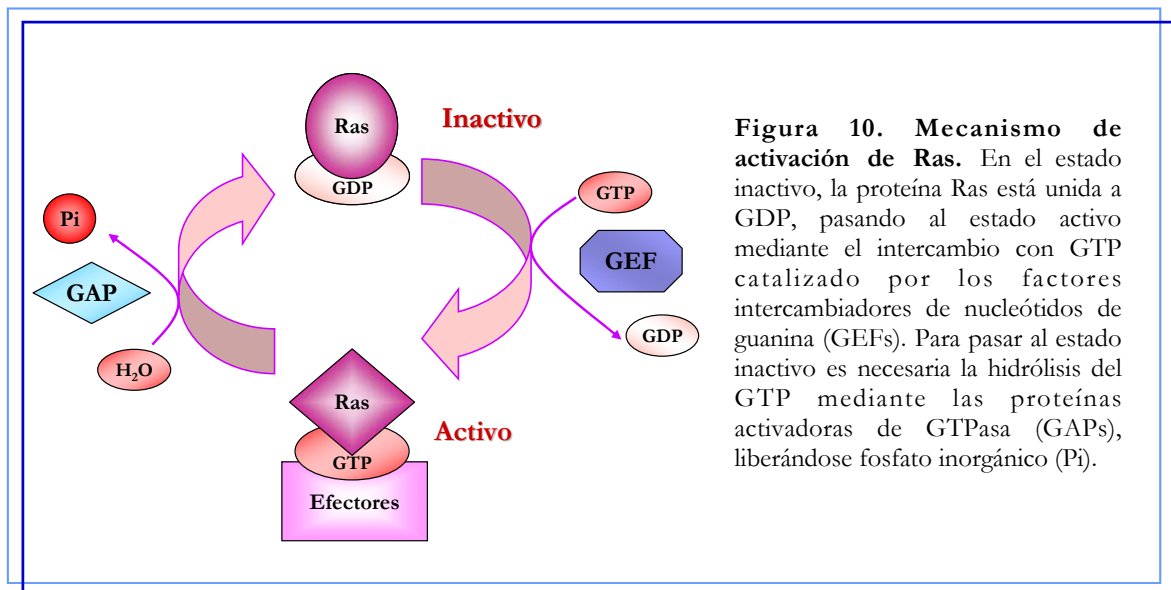 Ras
GDP
Inactivo
GTP
GEF
GDP
Pi
GAP
H₂O
Ras
GTP
Activo
Efectores
Figura 10. Mecanismo de
activación de Ras. En el estado
inactivo, la proteína Ras está unida a
GDP, pasando al estado activo
mediante el intercambio con GTP
catalizado por los factores
intercambiadores de nucleótidos de
guanina (GEFs). Para pasar al estado
inactivo es necesaria la hidrólisis del
GTP mediante las proteínas
activadoras de GTPasa (GAPs),
liberándose fosfato inorgánico (Pi).